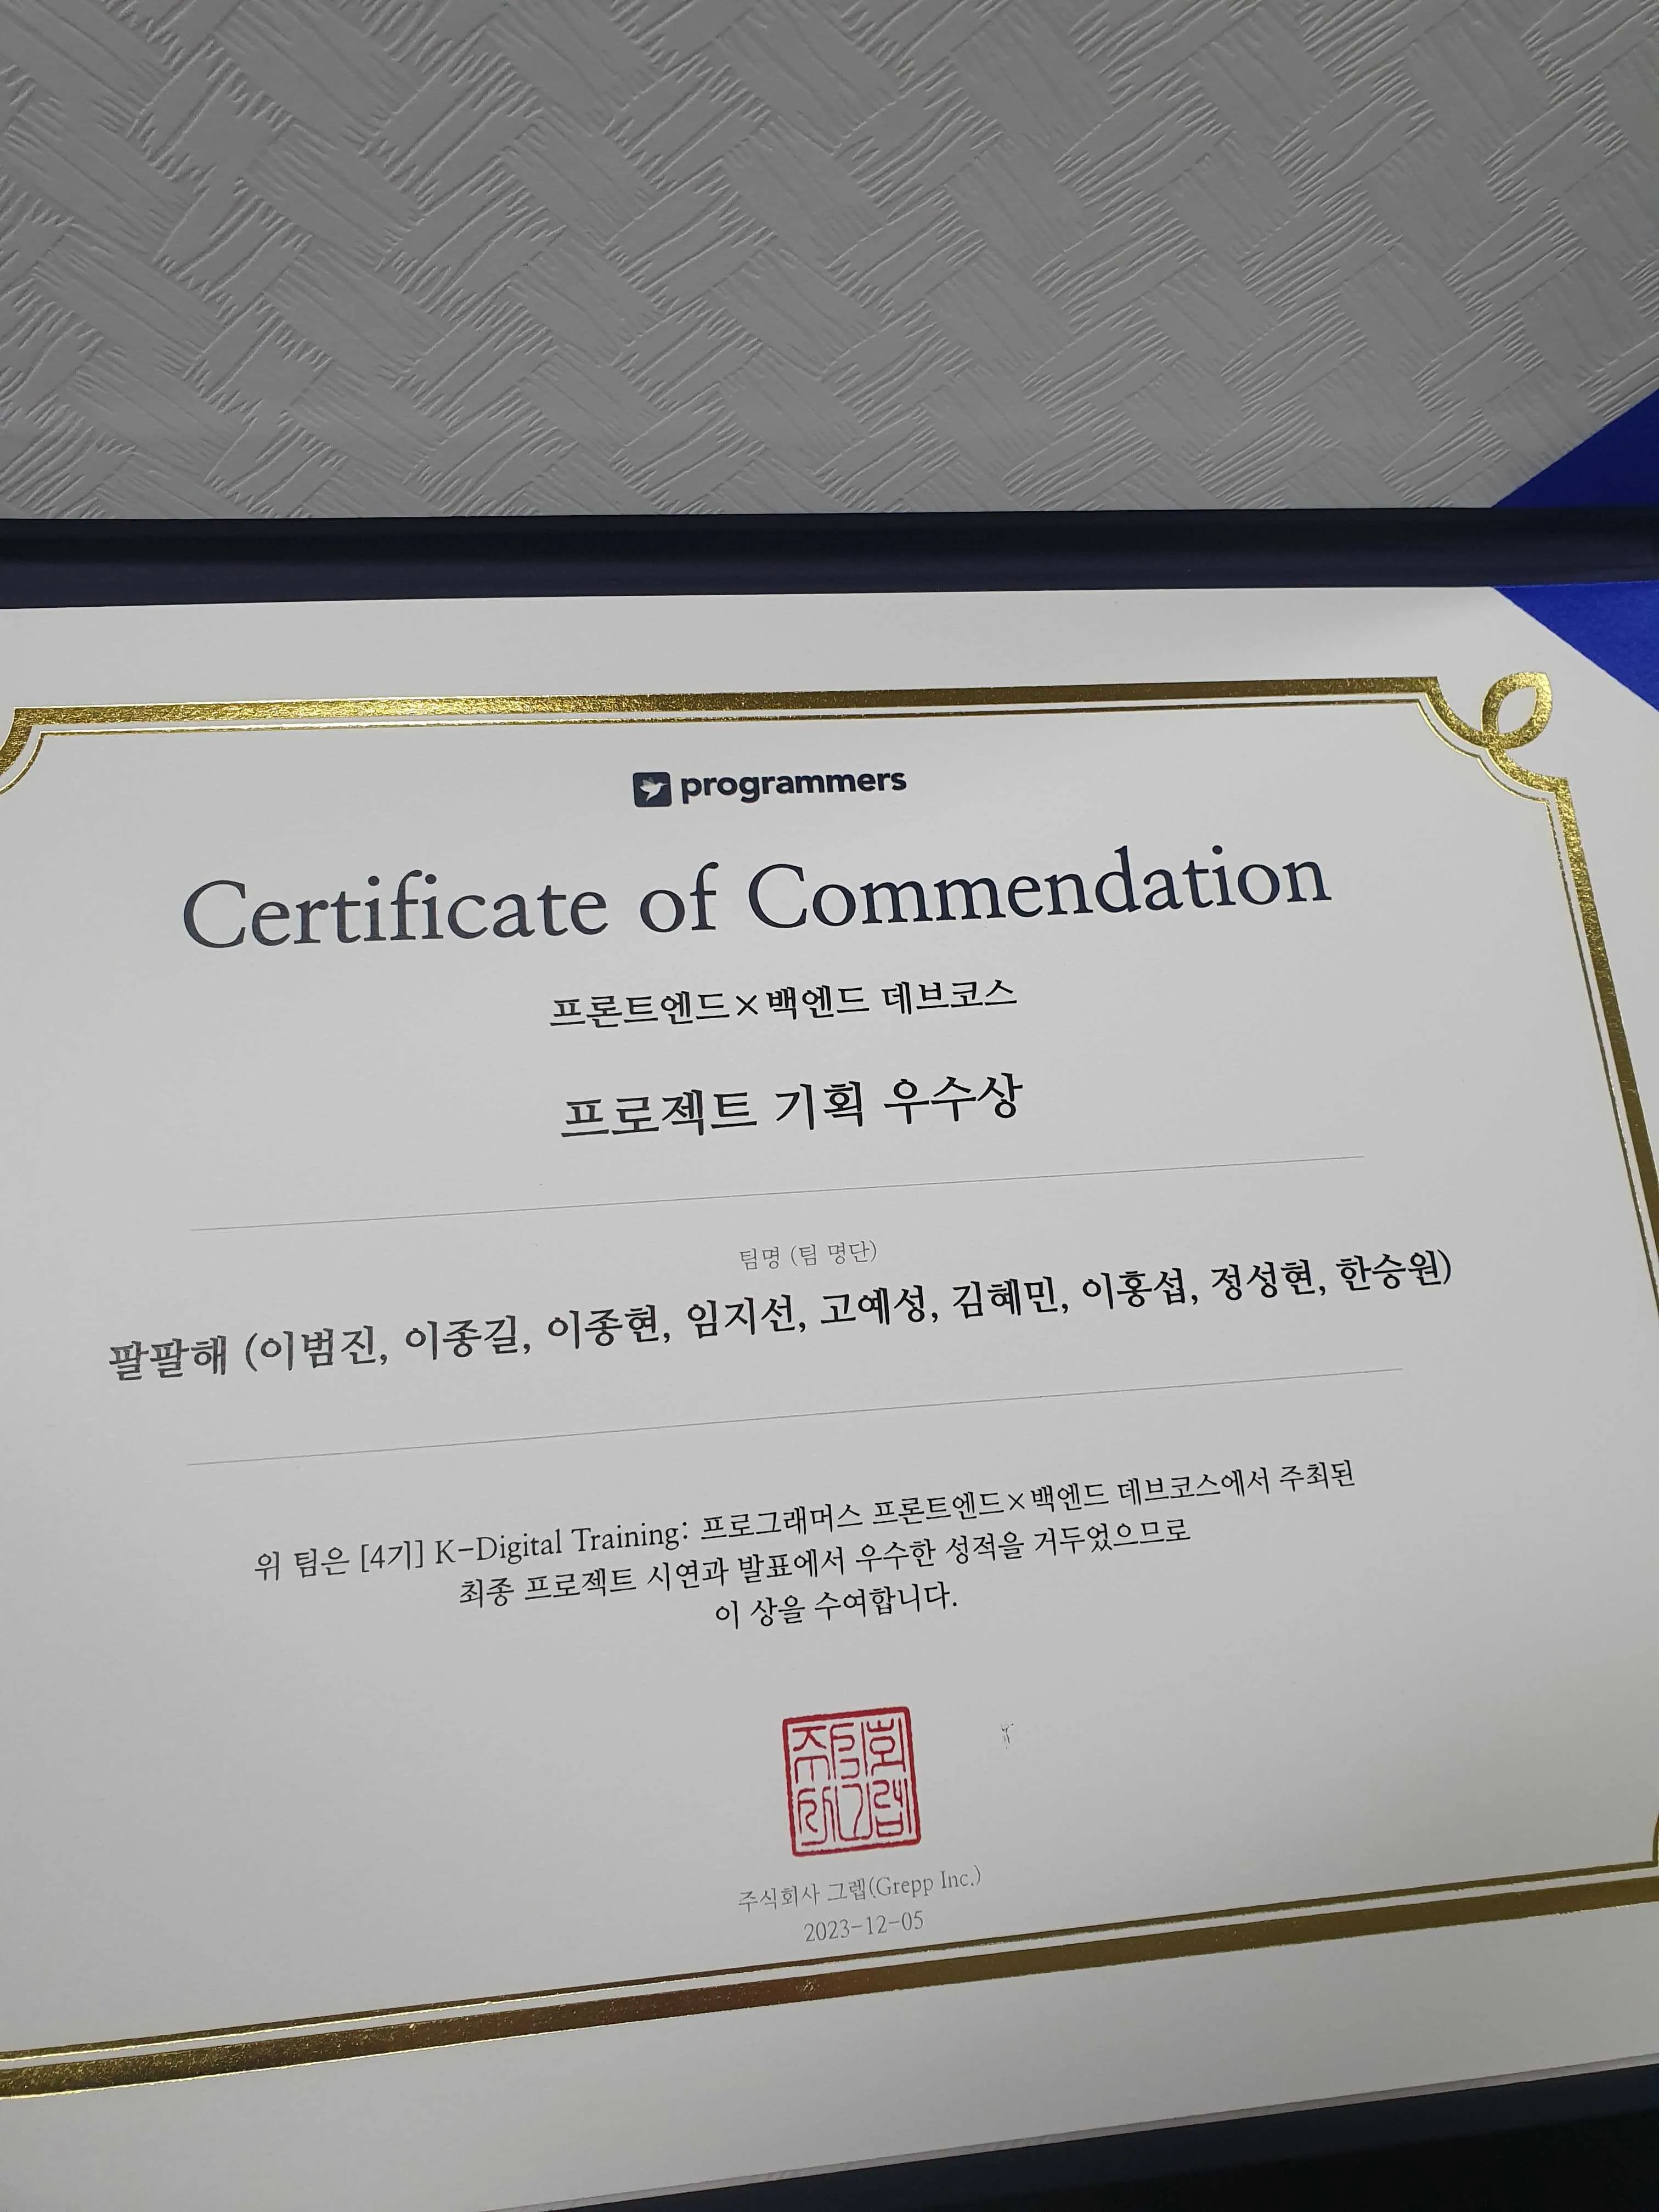 programmers
Certificate of Commendation
프론트엔드×백엔드 데브코스
프로젝트 기획 우수상
팀명 (팀 명단)
팔팔해 (이범진, 이종길, 이종현, 임지선, 고예성, 김혜민, 이홍섭, 정성현, 한승원)
위 팀은 [4기] K-Digital Training: 프로그래머스 프론트엔드×백엔드 데브코스에서 주최된
최종 프로젝트 시연과 발표에서 우수한 성적을 거두었으므로
이 상을 수여합니다.
주식회사 그렙(Grepp Inc.)
2023-12-05